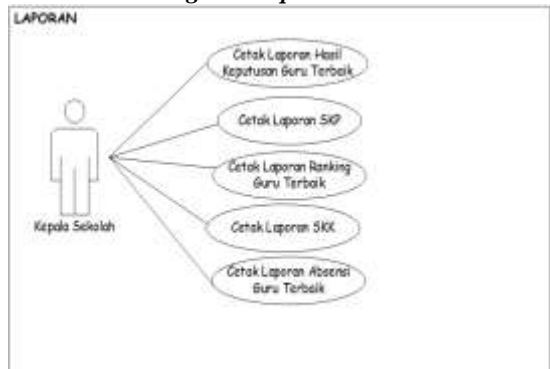 LAPORAN
Cetak Laporan Hasil
Keputusan Guru Terbaik
Cetak Laporan SKP
Cetak Laporan Ranking
Guru Terbaik
Kepala Sekolah
Cetak Laporan SKK
Cetak Laporan Absensi
Guru Terbaik